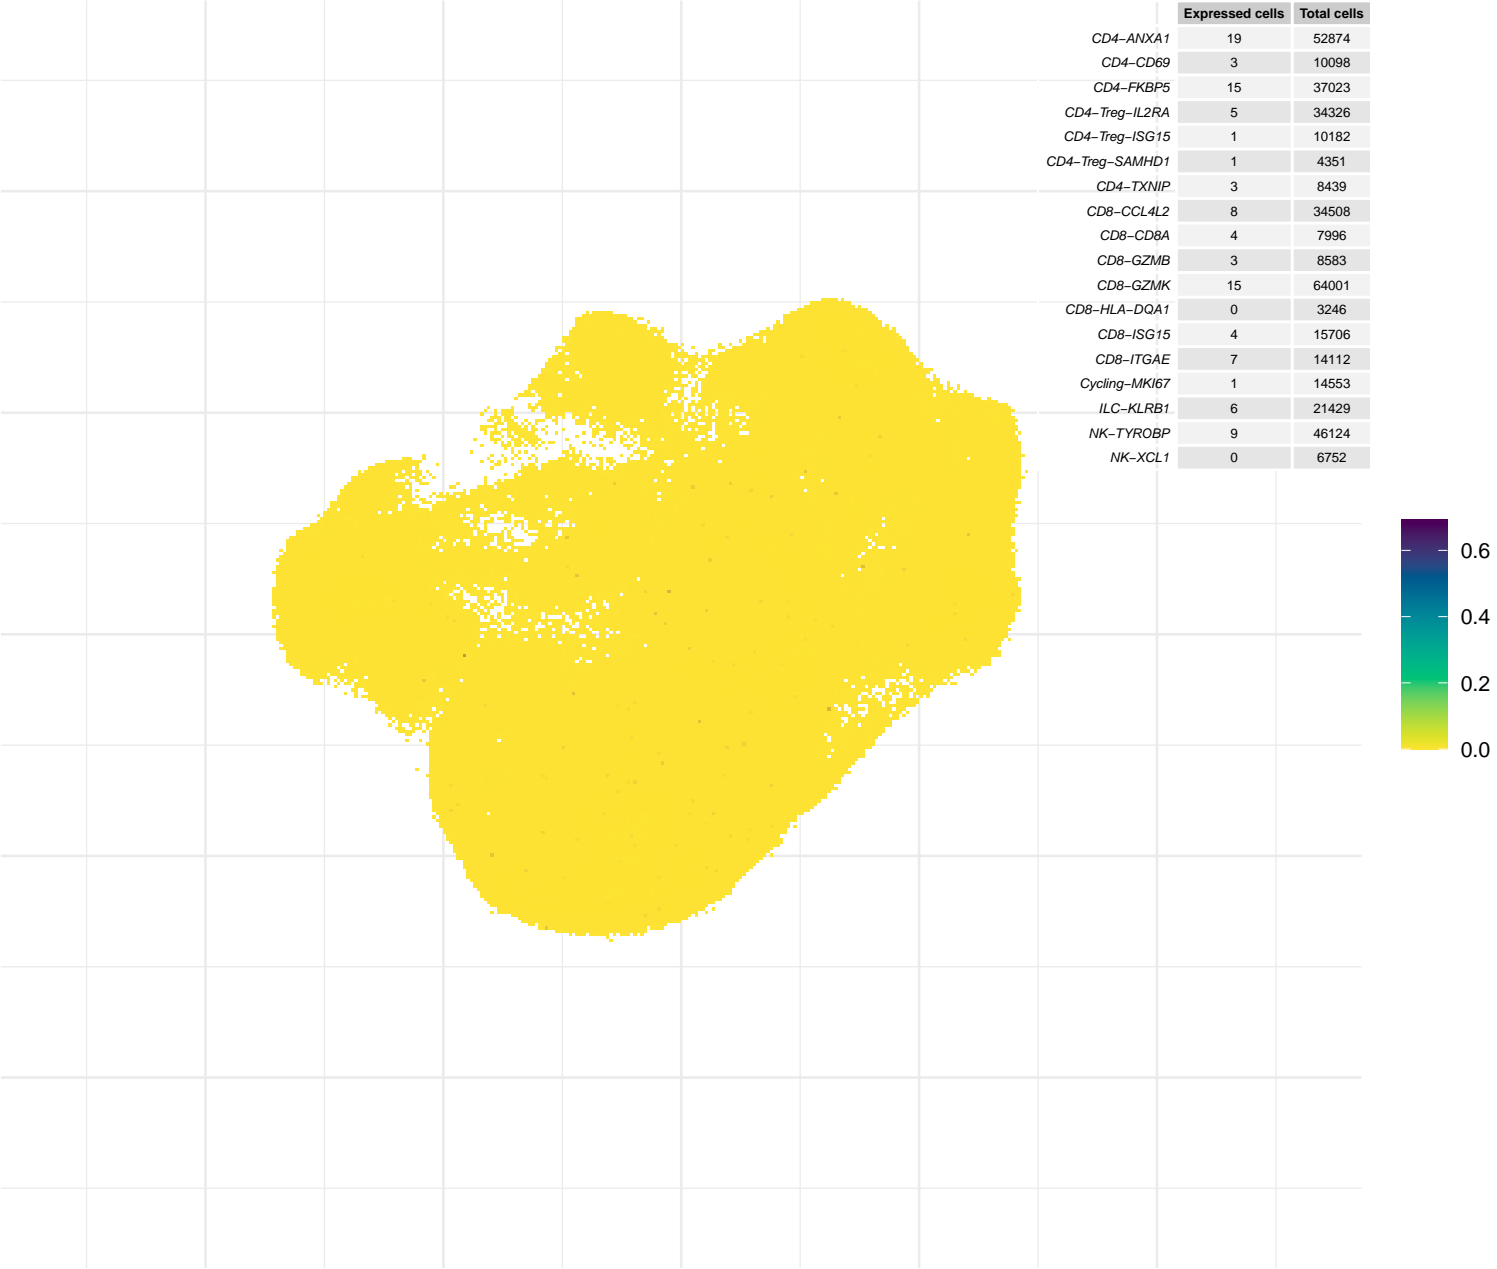 Expressed cells Total cells
CD4−ANXA1 19 52874
CD4−CD69 3 10098
CD4−FKBP5 15 37023
CD4−Treg−IL2RA 5 34326
CD4−Treg−ISG15 1 10182
CD4−Treg−SAMHD1 1 4351
CD4−TXNIP 3 8439
CD8−CCL4L2 8 34508
CD8−CD8A 4 7996
CD8−GZMB 3 8583
CD8−GZMK 15 64001
CD8−HLA−DQA1 0 3246
CD8−ISG15 4 15706
CD8−ITGAE 7 14112
Cycling−MKI67 1 14553
ILC−KLRB1 6 21429
NK−TYROBP 9 46124
NK−XCL1 0 6752
0.6
0.4
0.2
0.0